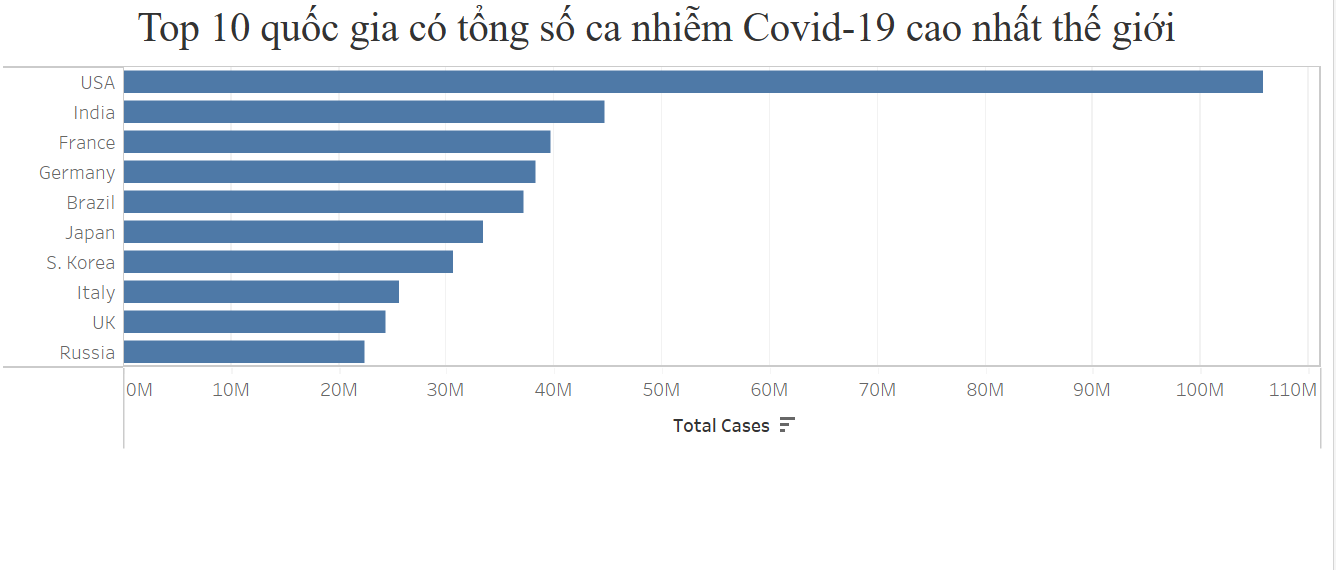 Top 10 quốc gia có tổng số ca nhiễm Covid-19 cao nhất thế giới
USA
India
France
Germany
Brazil
Japan
S. Korea
Italy
UK
Russia
0M 10M 20M 30M 40M 50M 60M 70M 80M 90M 100M 110M
Total Cases